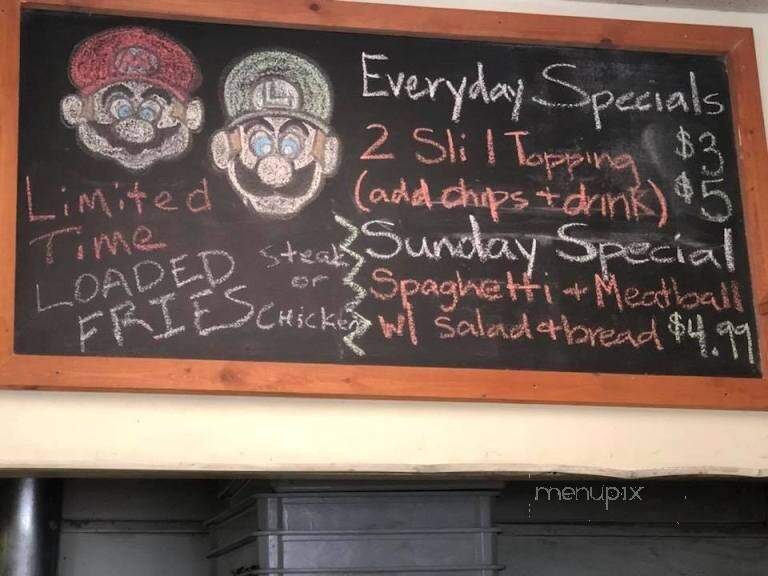 M
L
Limited
Time
LOADED
FRIES
Steak
or
Chicken
Everyday Specials
2 Sli 1 Topping $3
(add chips + drink) $5
Sunday Special
Spaghetti + Meatball
w/ Salad + bread $4.99
menupix